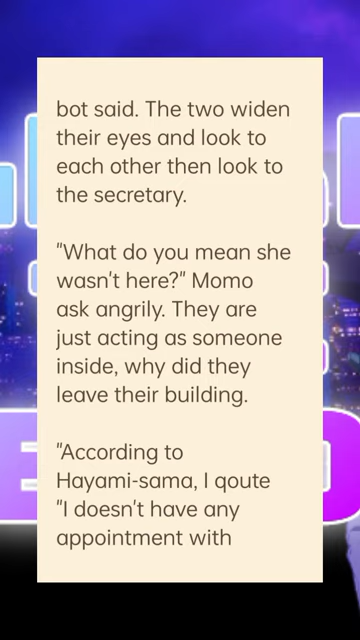 bot said. The two widen
their eyes and look to
each other then look to
the secretary.
"What do you mean she
wasn't here?" Momo
ask angrily. They are
just acting as someone
inside, why did they
leave their building.
"According to
Hayami-sama, I qoute
"I doesn't have any
appointment with